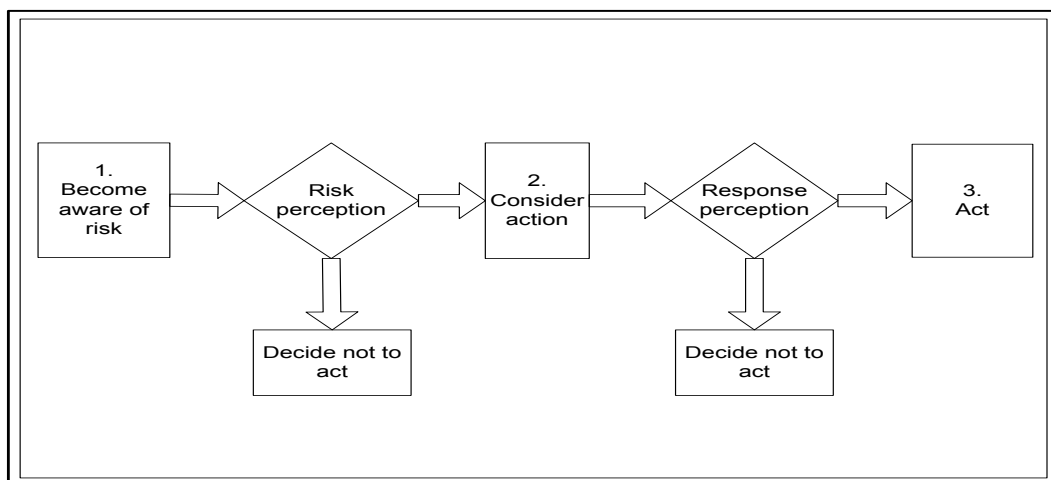 1.
Become
aware of
risk
Risk
perception
2.
Consider
action
Response
perception
3.
Act
Decide not to
act
Decide not to
act